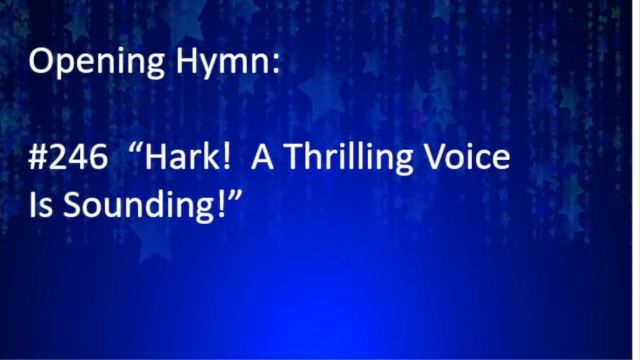 Opening Hymn:
#246  “Hark!  A Thrilling Voice
Is Sounding!”